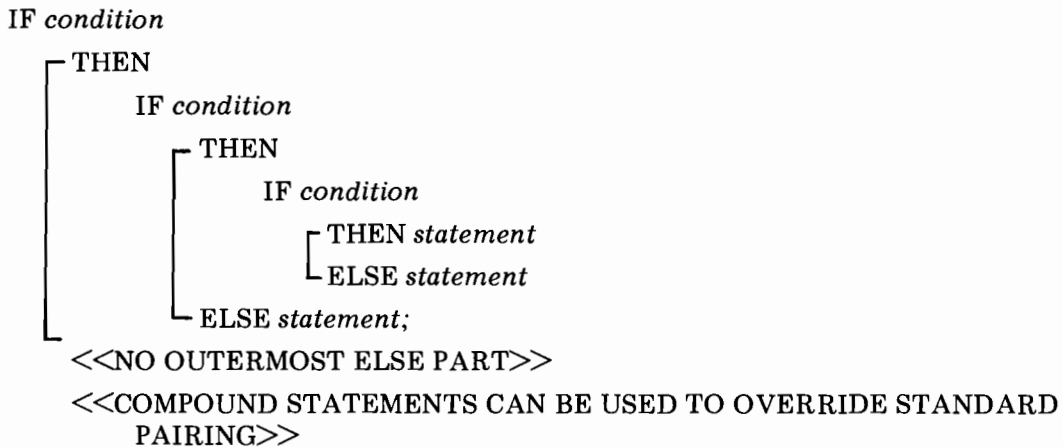 IF condition
THEN
IF condition
THEN
IF condition
THEN statement
ELSE statement
ELSE statement;
<<NO OUTERMOST ELSE PART>>
<<COMPOUND STATEMENTS CAN BE USED TO OVERRIDE STANDARD
PAIRING>>